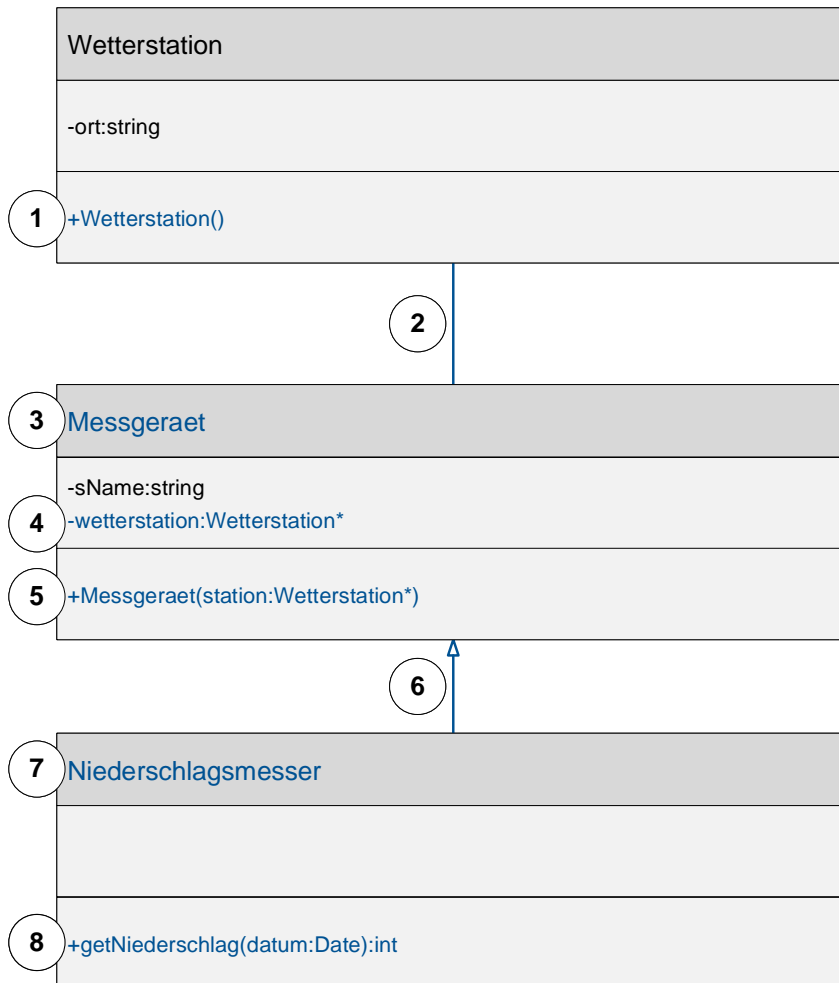 Wetterstation
-ort:string
1 +Wetterstation()
2
3 Messgeraet
-sName:string
4 -wetterstation:Wetterstation*
5 +Messgeraet(station:Wetterstation*)
6
7 Niederschlagsmesser
8 +getNiederschlag(datum:Date):int